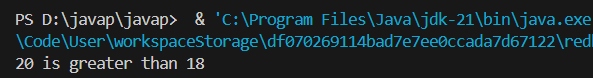 PS D:\javap\javap>  & 'C:\Program Files\Java\jdk-21\bin\java.exe
\Code\User\workspaceStorage\df070269114bad7e7ee0ccada7d67122\redh
20 is greater than 18